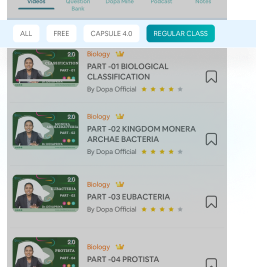 Videos Question Dopa Mine Podcast Notes
Bank
ALL FREE CAPSULE 4.0 REGULAR CLASS
2.0
CLASSIFICATION
PART - 01
Biology
PART -01 BIOLOGICAL
CLASSIFICATION
By Dopa Official
2.0
PART - 02
Biology
PART -02 KINGDOM MONERA
ARCHAE BACTERIA
By Dopa Official
2.0
EUBACTERIA
PART - 03
Biology
PART -03 EUBACTERIA
By Dopa Official
2.0
Biology
PART -04 PROTISTA